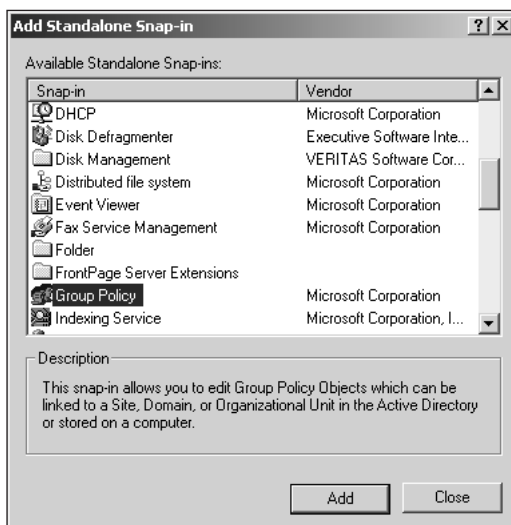 Add Standalone Snap-in
Available Standalone Snap-ins:
Snap-in Vendor
DHCP Microsoft Corporation
Disk Defragmenter Executive Software Inte...
Disk Management VERITAS Software Cor...
Distributed file system Microsoft Corporation
Event Viewer Microsoft Corporation
Fax Service Management Microsoft Corporation
Folder
FrontPage Server Extensions
Group Policy Microsoft Corporation
Indexing Service Microsoft Corporation, I...
Description
This snap-in allows you to edit Group Policy Objects which can be
linked to a Site, Domain, or Organizational Unit in the Active Directory
or stored on a computer.
Add Close